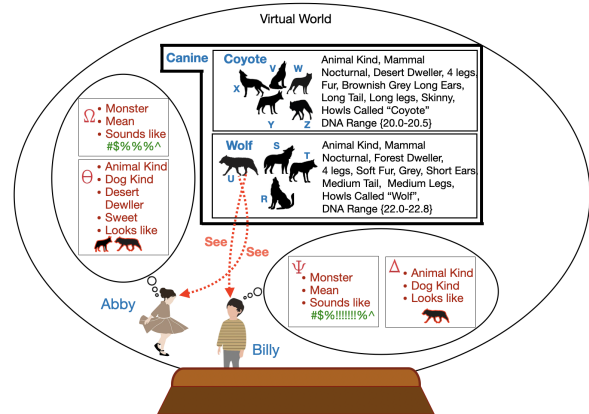 Virtual World
Canine
Coyote
V
W
X
Y
Z
Animal Kind, Mammal
Nocturnal, Desert Dweller, 4 legs,
Fur, Brownish Grey Long Ears,
Long Tail, Long legs, Skinny,
Howls Called “Coyote”
DNA Range {20.0-20.5}
Wolf
S
T
U
R
Animal Kind, Mammal
Nocturnal, Forest Dweller,
4 legs, Soft Fur, Grey, Short Ears,
Medium Tail, Medium Legs,
Howls Called “Wolf”,
DNA Range {22.0-22.8}
Ω
• Monster
• Mean
• Sounds like
#$%%%^
Θ
• Animal Kind
• Dog Kind
• Desert
Dewller
• Sweet
• Looks like
See
See
Abby
Billy
Ψ
• Monster
• Mean
• Sounds like
#$%!!!!!!!%^
Δ
• Animal Kind
• Dog Kind
• Looks like